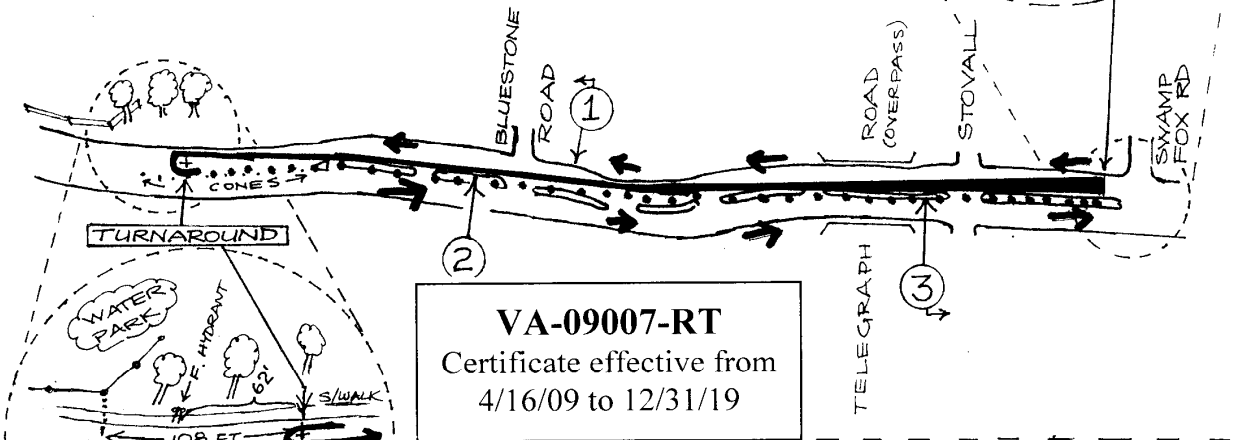 BLUESTONE
ROAD
1
ROAD
(OVERPASS)
STOVALL
SWAMP
FOX RD
CONES
TURNAROUND
2
3
TELEGRAPH
WATER
PARK
F. HYDRANT
62'
S/WALK
108 FT
VA-09007-RT
Certificate effective from
4/16/09 to 12/31/19